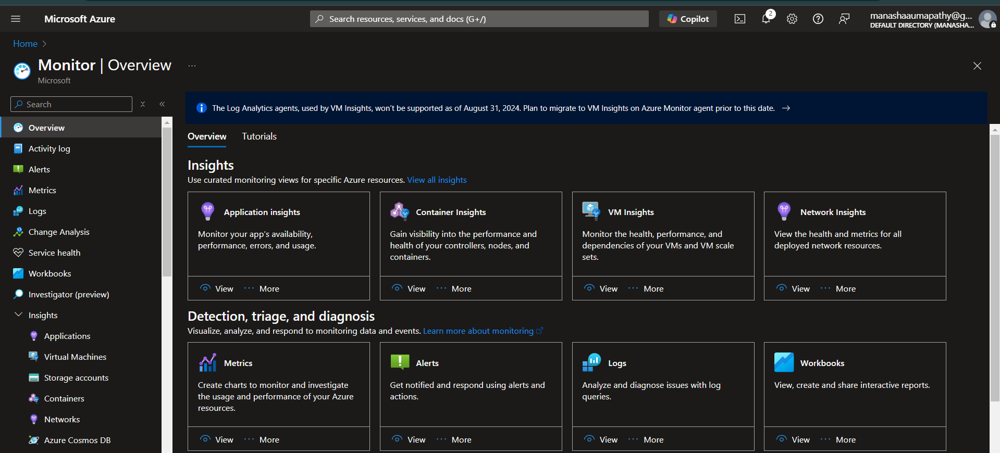 Microsoft Azure
Search resources, services, and docs (G+/)
Copilot
2
manashaaumapathy@g...
DEFAULT DIRECTORY (MANASHA...
Home
Monitor | Overview
...
Microsoft
Search
The Log Analytics agents, used by VM Insights, won't be supported as of August 31, 2024. Plan to migrate to VM Insights on Azure Monitor agent prior to this date.
Overview
Activity log
Alerts
Metrics
Logs
Change Analysis
Service health
Workbooks
Investigator (preview)
Insights
Applications
Virtual Machines
Storage accounts
Containers
Networks
Azure Cosmos DB
Overview
Tutorials
Insights
Use curated monitoring views for specific Azure resources. View all insights
Application insights
Monitor your app's availability,
performance, errors, and usage.
View
... More
Container Insights
Gain visibility into the performance and
health of your controllers, nodes, and
containers.
View
... More
VM Insights
Monitor the health, performance, and
dependencies of your VMs and VM scale
sets.
View
... More
Network Insights
View the health and metrics for all
deployed network resources.
View
... More
Detection, triage, and diagnosis
Visualize, analyze, and respond to monitoring data and events. Learn more about monitoring
Metrics
Create charts to monitor and investigate
the usage and performance of your Azure
resources.
View
... More
Alerts
Get notified and respond using alerts and
actions.
View
... More
Logs
Analyze and diagnose issues with log
queries.
View
... More
Workbooks
View, create and share interactive reports.
View
... More